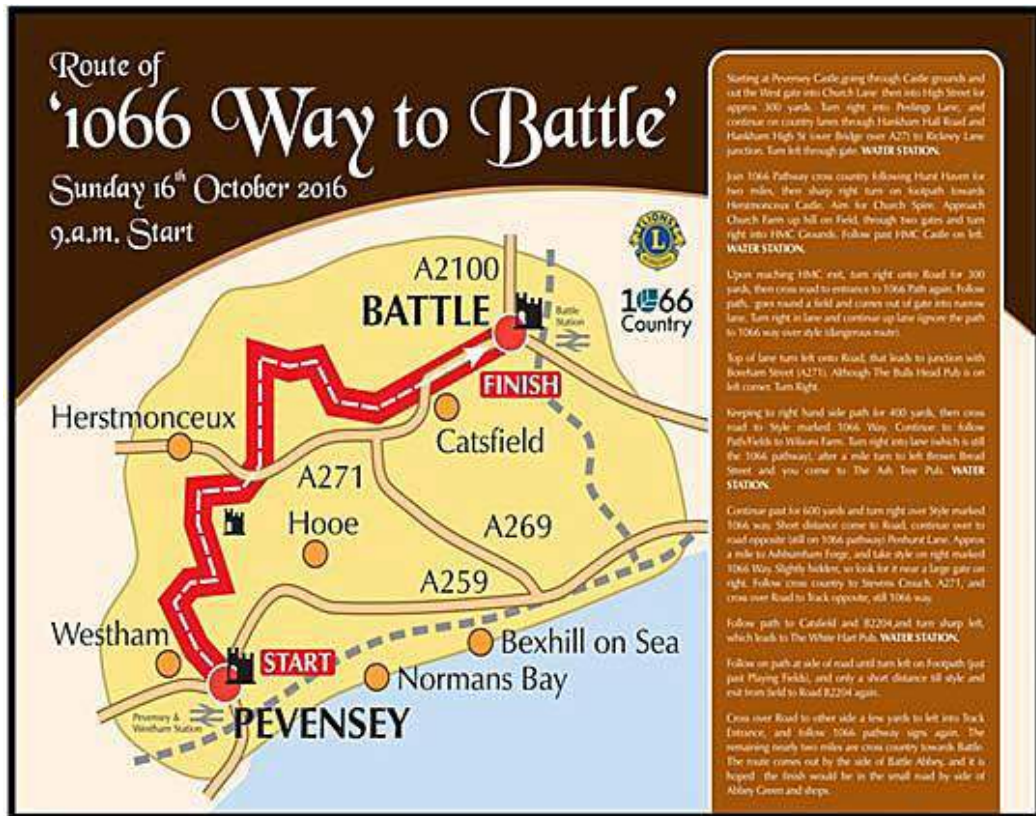 Route of
'1066 Way to Battle'
Sunday 16th October 2016
9.a.m. Start
A2100
BATTLE
Battle
Station
LIONS
L
1066
Country
FINISH
Herstmonceux
Catsfield
A271
Hooe
A269
A259
Westham
START
Bexhill on Sea
Normans Bay
Pevensey &
Westham Station
PEVENSEY
Starting at Pevensey Castle,going through Castle grounds and
out the West gate into Church Lane then into High Street for
approx 300 yards. Turn right into Peelings Lane, and
continue on country lanes through Hankham Hall Road and
Hankham High St (over Bridge over A27) to Rickney Lane
junction. Turn left through gate. WATER STATION.
Join 1066 Pathway cross country following Hunt Haven for
two miles, then sharp right turn on footpath towards
Herstmonceux Castle. Aim for Church Spire. Approach
Church Farm up hill on Field, through two gates and turn
right into HMC Grounds. Follow past HMC Castle on left.
WATER STATION.
Upon reaching HMC exit, turn right onto Road for 300
yards, then cross road to entrance to 1066 Path again. Follow
path, goes round a field and comes out of gate into narrow
lane. Turn right in lane and continue up lane (ignore the path
to 1066 way over style (dangerous route).
Top of lane turn left onto Road, that leads to junction with
Boreham Street (A271). Although The Bulls Head Pub is on
left corner. Turn Right.
Keeping to right hand side path for 400 yards, then cross
road to Style marked 1066 Way. Continue to follow
Path/Fields to Wilsons Farm. Turn right into lane (which is still
the 1066 pathway), after a mile turn to left Brown Bread
Street and you come to The Ash Tree Pub. WATER
STATION.
Continue past for 600 yards and turn right over Style marked
1066 way. Short distance come to Road, continue over to
road opposite (still on 1066 pathway) Penhurst Lane. Approx
a mile to Ashburnham Forge, and take style on right marked
1066 Way. Slightly hidden, so look for it near a large gate on
right. Follow cross country to Stevens Crouch, A271, and
cross over Road to Track opposite, still 1066 way.
Follow path to Catsfield and B2204,and turn sharp left,
which leads to The White Hart Pub. WATER STATION.
Follow on path at side of road until turn left on Footpath (just
past Playing Fields), and only a short distance till style and
exit from field to Road B2204 again.
Cross over Road to other side a few yards to left into Track
Entrance, and follow 1066 pathway signs again. The
remaining nearly two miles are cross country towards Battle.
The route comes out by the side of Battle Abbey, and it is
hoped the finish would be in the small road by side of
Abbey Green and shops.